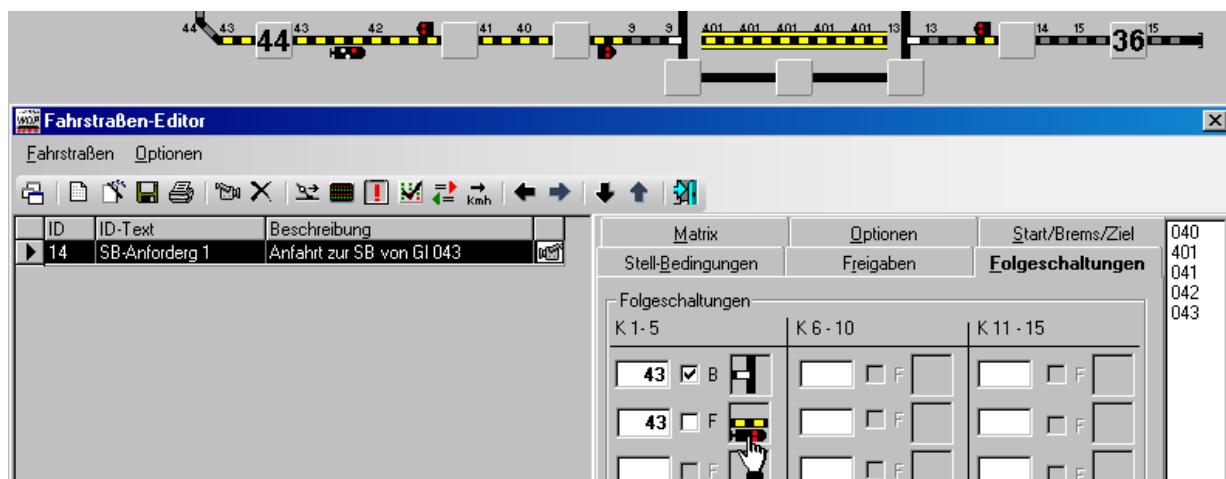 44 43 44 43 42 41 40 9 9 401 401 401 401 401 13 13 14 15 36 15
Fahrstraßen-Editor
Fahrstraßen Optionen
Kmh
ID ID-Text Beschreibung
14 SB-Anforderg 1 Anfahrt zur SB von Gl 043
Matrix Optionen Start/Brems/Ziel
Stell-Bedingungen Freigaben Folgeschaltungen
Folgeschaltungen
K 1- 5 K 6 - 10 K 11 - 15
43 B F F
43 F F F
F F F
040
401
041
042
043